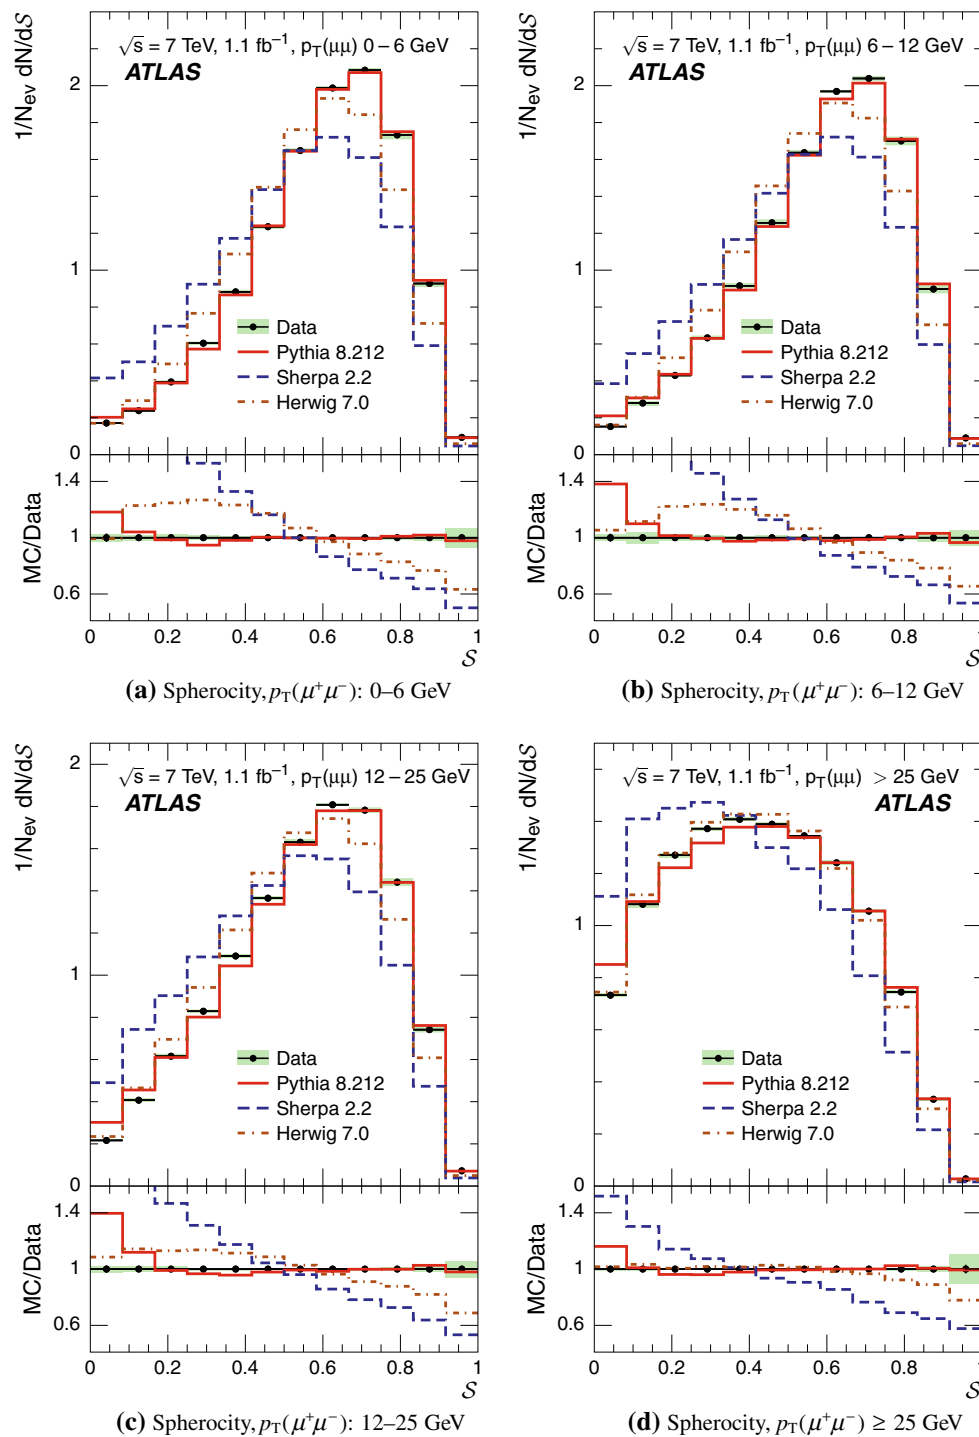 1/N_ev dN/dS
√s = 7 TeV, 1.1 fb⁻¹, p_T(μμ) 0 – 6 GeV
ATLAS
2
1
0
Data
Pythia 8.212
Sherpa 2.2
Herwig 7.0
MC/Data
1.4
1
0.6
0 0.2 0.4 0.6 0.8 1
S
(a) Spherocity, p_T(μ⁺μ⁻): 0–6 GeV
1/N_ev dN/dS
√s = 7 TeV, 1.1 fb⁻¹, p_T(μμ) 6 – 12 GeV
ATLAS
2
1
0
Data
Pythia 8.212
Sherpa 2.2
Herwig 7.0
MC/Data
1.4
1
0.6
0 0.2 0.4 0.6 0.8 1
S
(b) Spherocity, p_T(μ⁺μ⁻): 6–12 GeV
1/N_ev dN/dS
2
√s = 7 TeV, 1.1 fb⁻¹, p_T(μμ) 12 – 25 GeV
ATLAS
1
0
Data
Pythia 8.212
Sherpa 2.2
Herwig 7.0
MC/Data
1.4
1
0.6
0 0.2 0.4 0.6 0.8 1
S
(c) Spherocity, p_T(μ⁺μ⁻): 12–25 GeV
1/N_ev dN/dS
√s = 7 TeV, 1.1 fb⁻¹, p_T(μμ) > 25 GeV
ATLAS
1
0
Data
Pythia 8.212
Sherpa 2.2
Herwig 7.0
MC/Data
1.4
1
0.6
0 0.2 0.4 0.6 0.8 1
S
(d) Spherocity, p_T(μ⁺μ⁻) ≥ 25 GeV